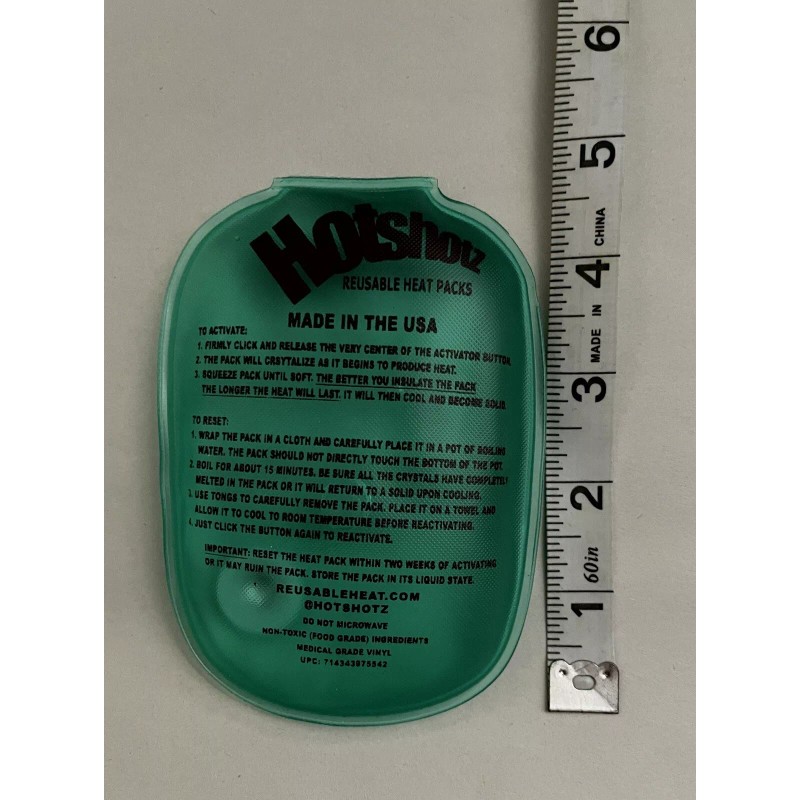 Hotshotz
REUSABLE HEAT PACKS
MADE IN THE USA
TO ACTIVATE:
1. FIRMLY CLICK AND RELEASE THE VERY CENTER OF THE ACTIVATOR BUTTON.
2. THE PACK WILL CRSYTALIZE AS IT BEGINS TO PRODUCE HEAT.
3. SQUEEZE PACK UNTIL SOFT. THE BETTER YOU INSULATE THE PACK
THE LONGER THE HEAT WILL LAST. IT WILL THEN COOL AND BECOME SOLID.
TO RESET:
1. WRAP THE PACK IN A CLOTH AND CAREFULLY PLACE IT IN A POT OF BOILING
WATER. THE PACK SHOULD NOT DIRECTLY TOUCH THE BOTTOM OF THE POT.
2. BOIL FOR ABOUT 15 MINUTES. BE SURE ALL THE CRYSTALS HAVE COMPLETELY
MELTED IN THE PACK OR IT WILL RETURN TO A SOLID UPON COOLING.
3. USE TONGS TO CAREFULLY REMOVE THE PACK. PLACE IT ON A TOWEL AND
ALLOW IT TO COOL TO ROOM TEMPERATURE BEFORE REACTIVATING.
4. JUST CLICK THE BUTTON AGAIN TO REACTIVATE.
IMPORTANT: RESET THE HEAT PACK WITHIN TWO WEEKS OF ACTIVATING
OR IT MAY RUIN THE PACK. STORE THE PACK IN ITS LIQUID STATE.
REUSABLEHEAT.COM
@HOTSHOTZ
DO NOT MICROWAVE
NON-TOXIC (FOOD GRADE) INGREDIENTS
MEDICAL GRADE VINYL
UPC: 714343975542
1 60in 2 3 MADE IN CHINA 4 5 6